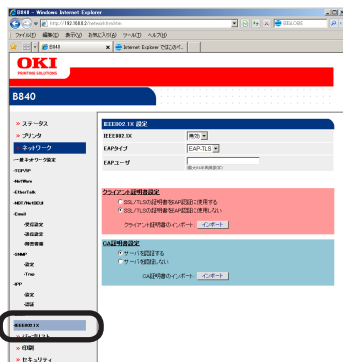 B840 - Windows Internet Explorer
http://192.168.0.2/
ファイル(F) 編集(E) 表示(V) お気に入り(A) ツール(T) ヘルプ(H)
B840
OKI
PRINTING SOLUTIONS
B840
ステータス
プリンタ
ネットワーク
-一般ネットワーク設定
-TCP/IP
-NetWare
-EtherTalk
-NBT/NetBEUI
-Email
-受信設定
-送信設定
-SNMP
-設定
-Trap
-IPP
-設定
-認証
-IEEE802.1X
印刷
セキュリティ
IEEE802.1X 設定
IEEE802.1X 有効
EAPタイプ EAP-TLS
EAPユーザ
クライアント証明書設定
SSL/TLSの証明書をEAP認証に使用する
SSL/TLSの証明書をEAP認証に使用しない
クライアント証明書のインポート: インポート
CA証明書設定
サーバを認証する
サーバを認証しない
CA証明書のインポート: インポート